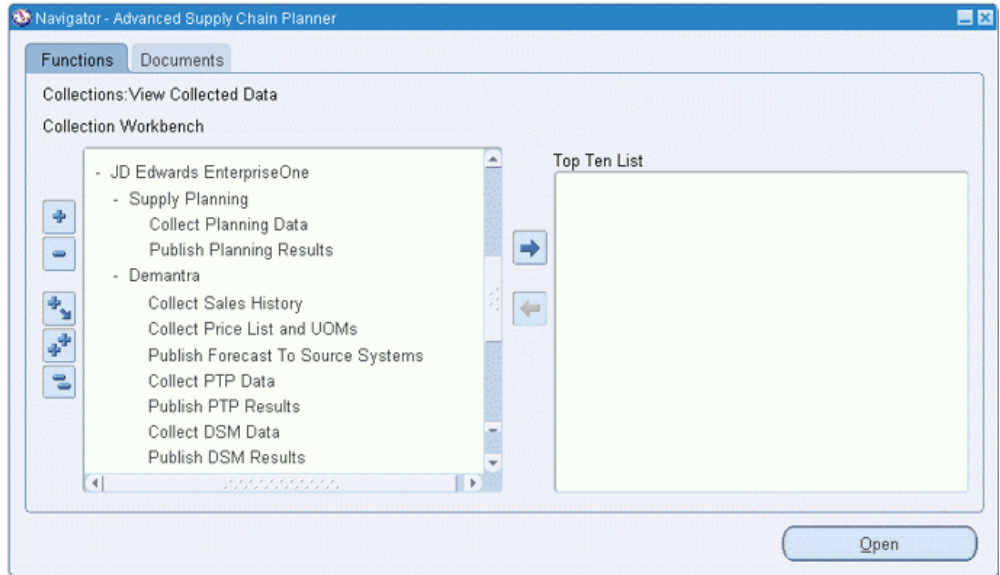 Navigator - Advanced Supply Chain Planner
Functions
Documents
Collections:View Collected Data
Collection Workbench
- JD Edwards EnterpriseOne
- Supply Planning
Collect Planning Data
Publish Planning Results
- Demantra
Collect Sales History
Collect Price List and UOMs
Publish Forecast To Source Systems
Collect PTP Data
Publish PTP Results
Collect DSM Data
Publish DSM Results
Top Ten List
Open